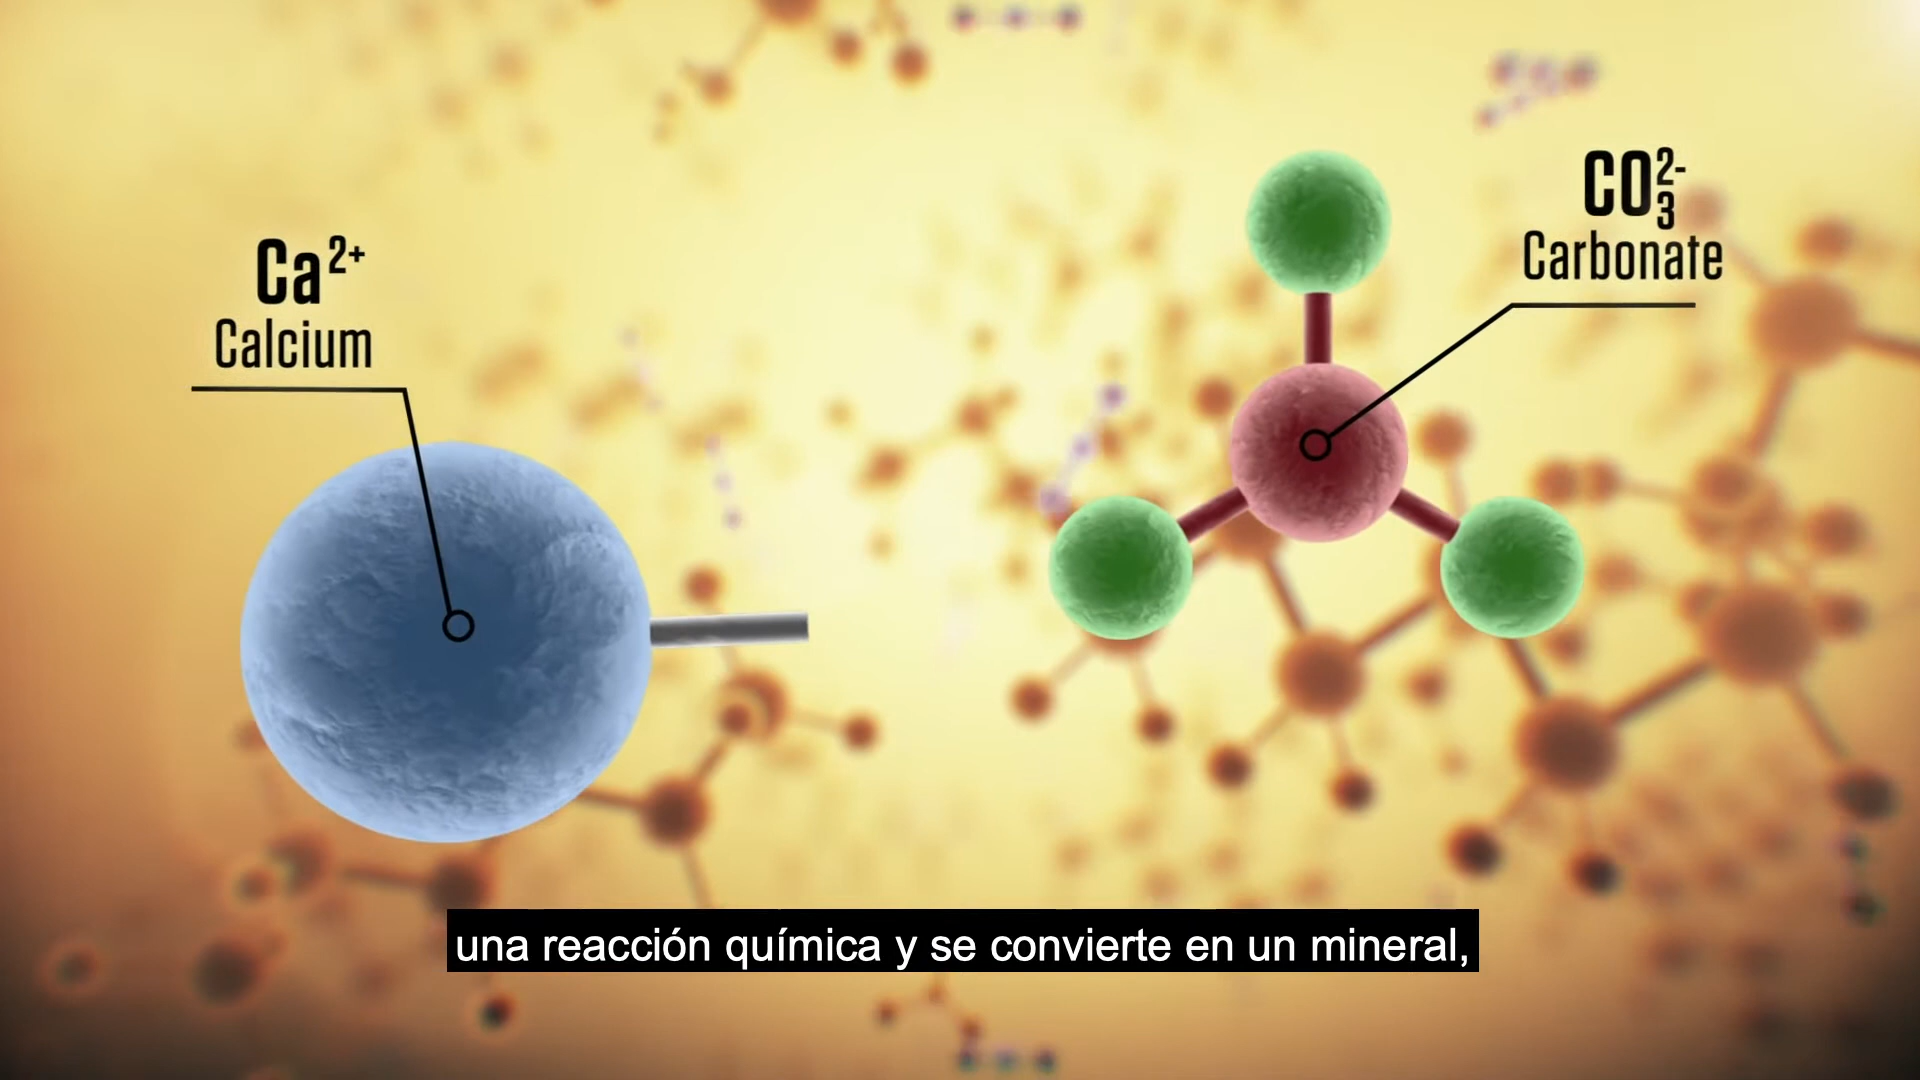 Ca²⁺
Calcium
CO₃²⁻
Carbonate
una reacción química y se convierte en un mineral,